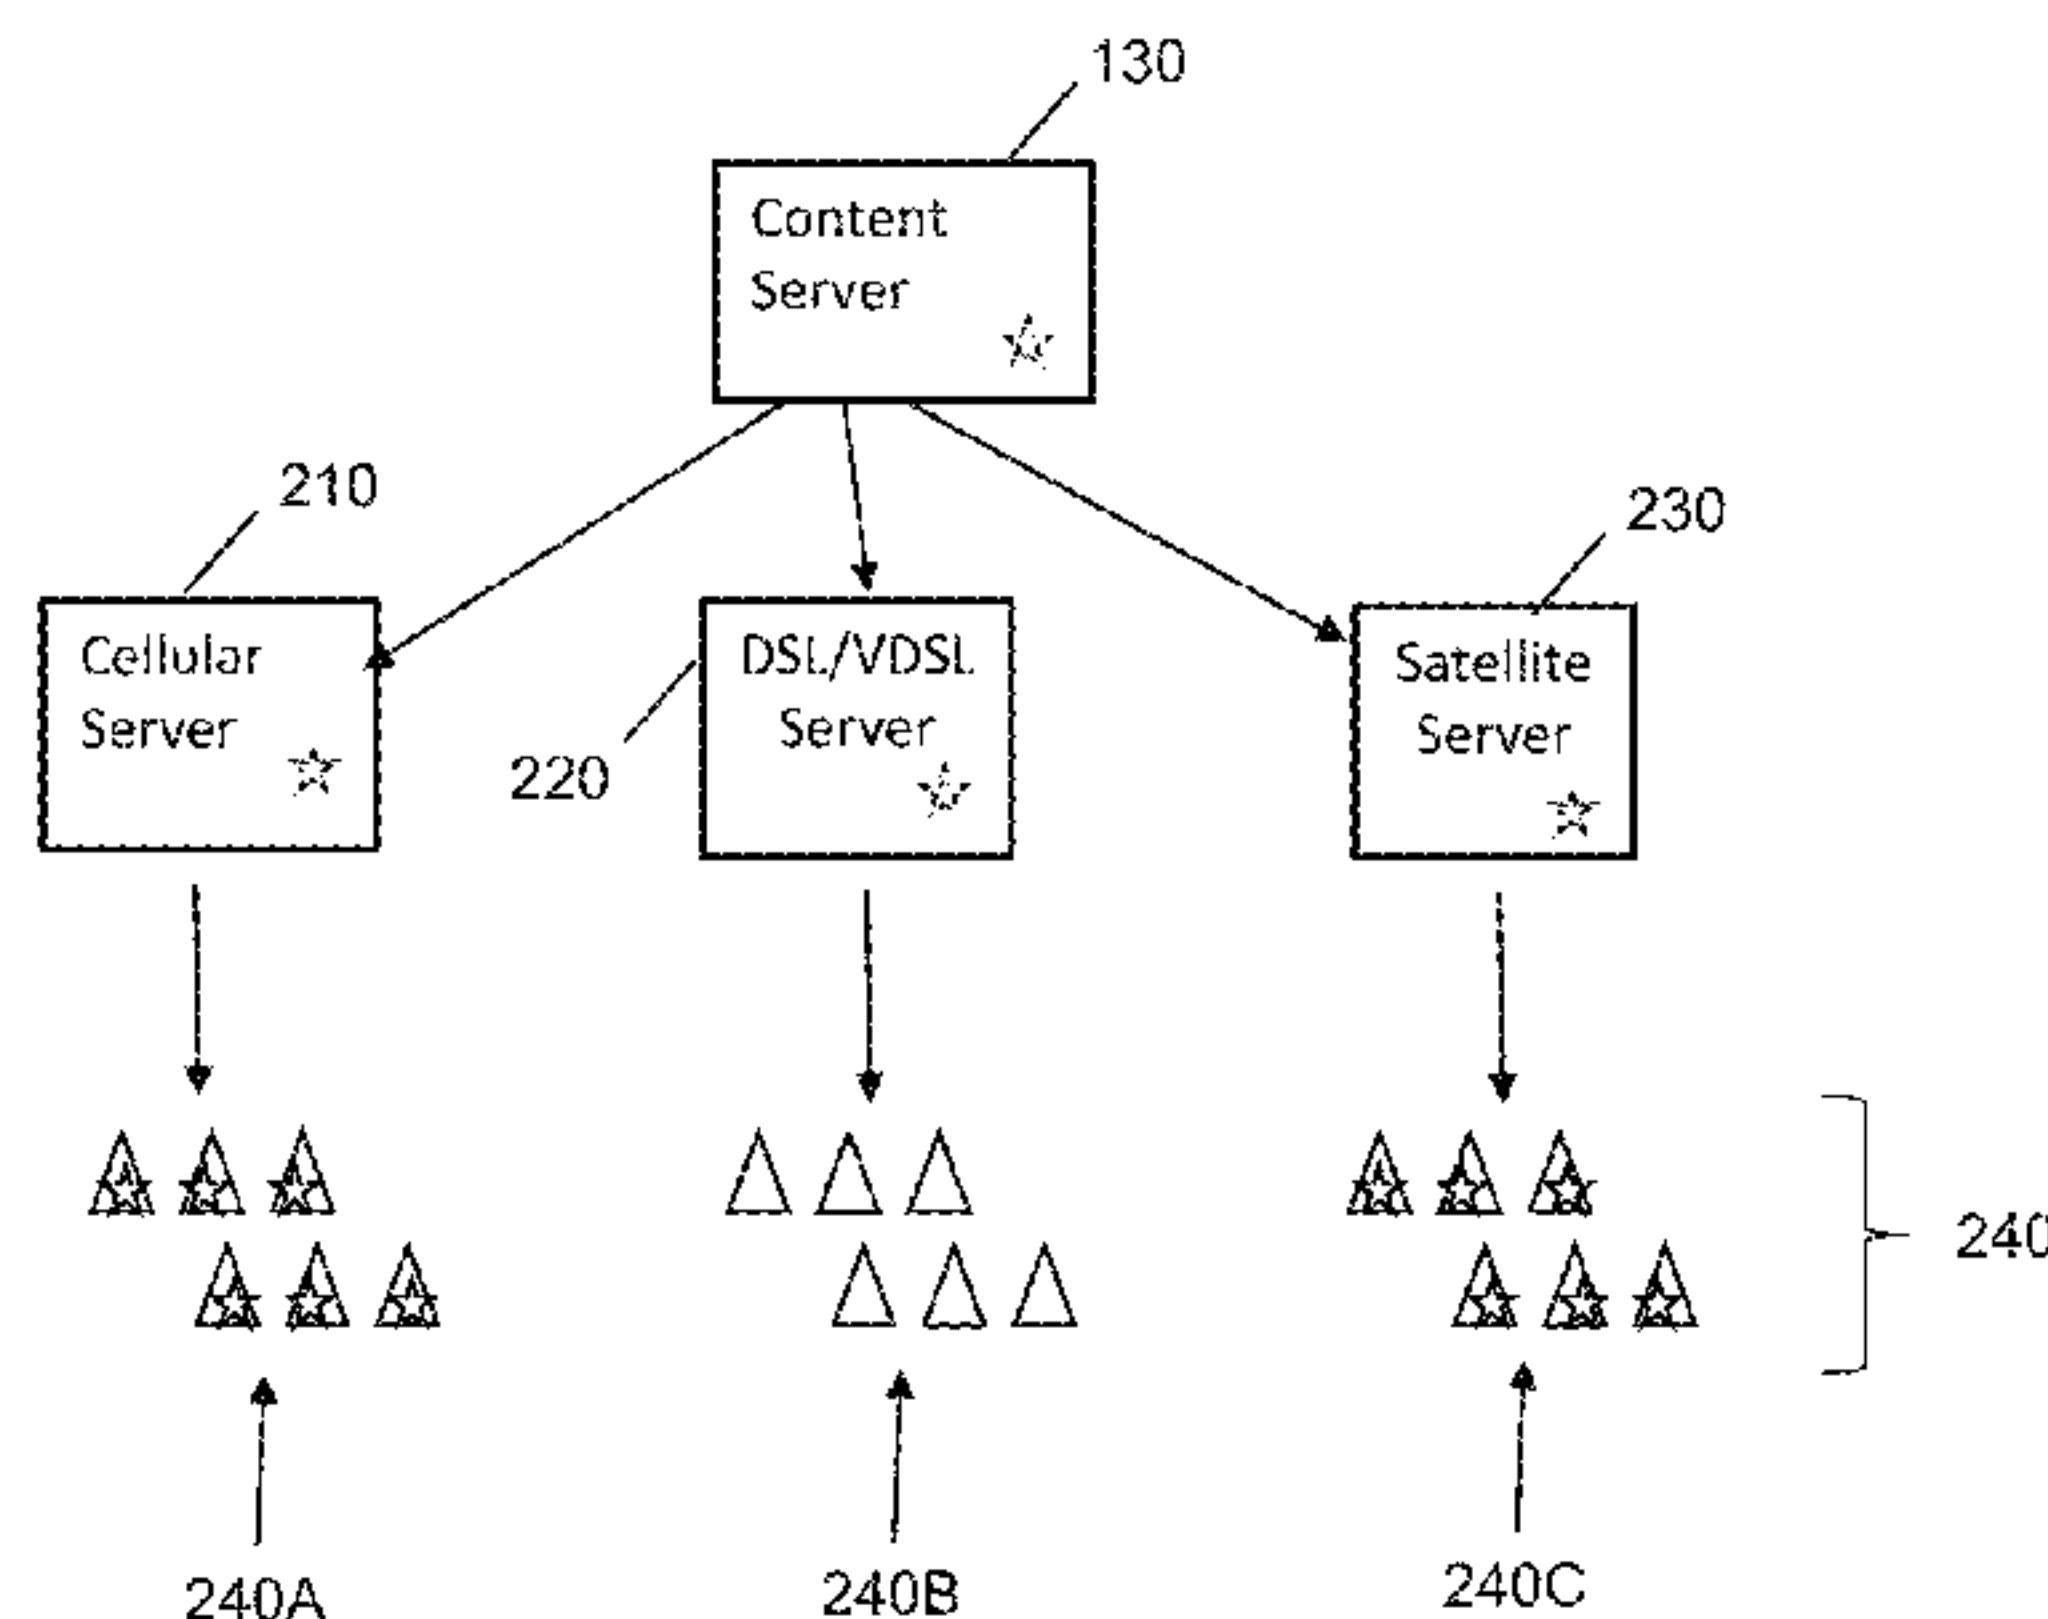 130
Content
Server
210
230
Cellular
Server
DSL/VDSL
Server
Satellite
Server
220
240
240A
240B
240C